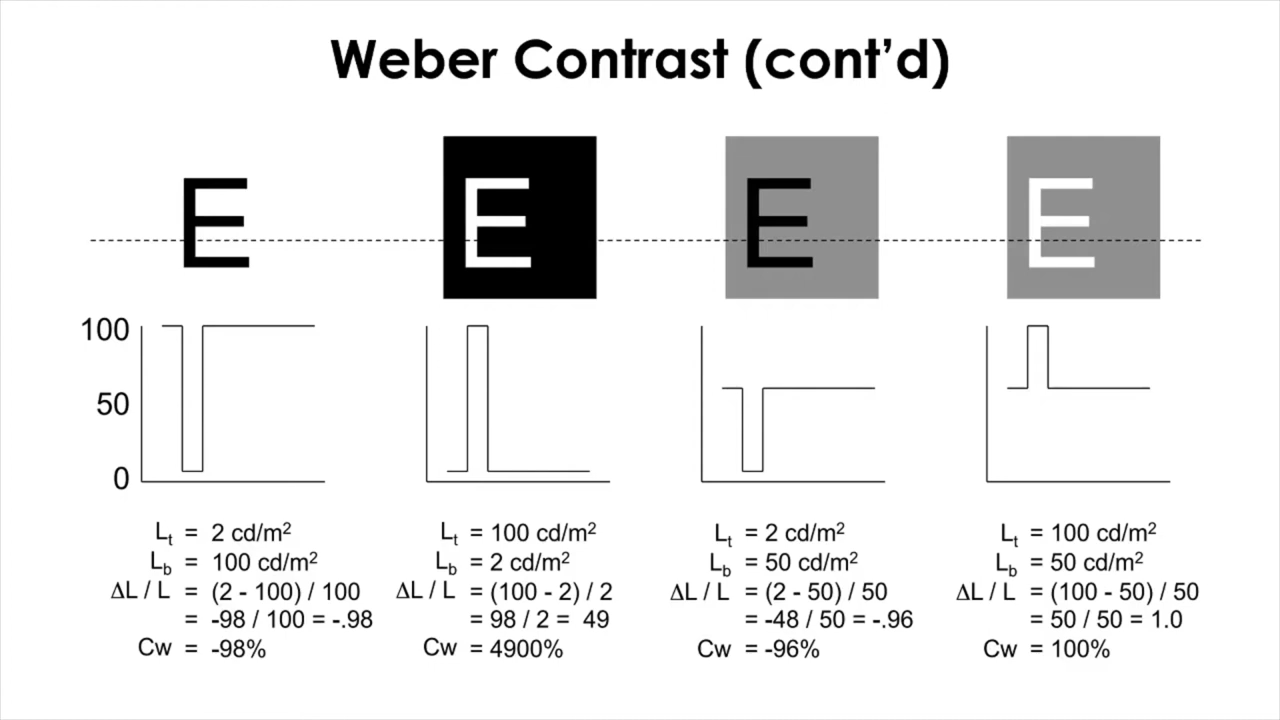 Weber Contrast (cont’d)
E E E E
100
50
0
Lt = 2 cd/m²
Lb = 100 cd/m²
ΔL / L = (2 - 100) / 100
= -98 / 100 = -.98
Cw = -98%
Lt = 100 cd/m²
Lb = 2 cd/m²
ΔL / L = (100 - 2) / 2
= 98 / 2 = 49
Cw = 4900%
Lt = 2 cd/m²
Lb = 50 cd/m²
ΔL / L = (2 - 50) / 50
= -48 / 50 = -.96
Cw = -96%
Lt = 100 cd/m²
Lb = 50 cd/m²
ΔL / L = (100 - 50) / 50
= 50 / 50 = 1.0
Cw = 100%